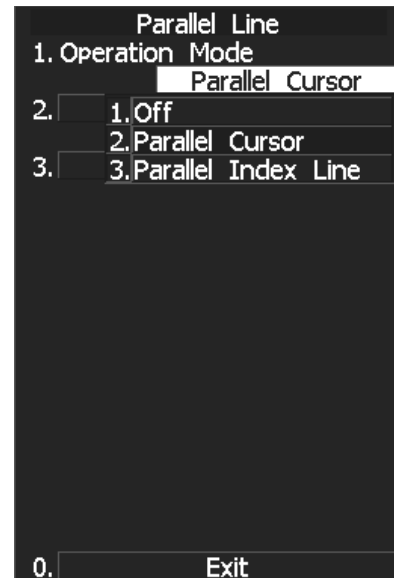 Parallel Line
1. Operation Mode
Parallel Cursor
2.
1. Off
2. Parallel Cursor
3.
3. Parallel Index Line
0. Exit